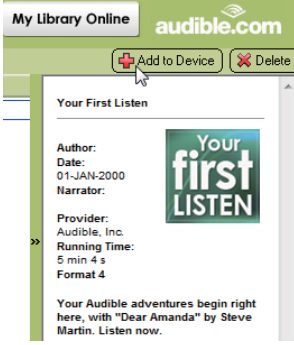 My Library Online
audible.com
Add to Device
Delete
Your First Listen
Author:
Date:
01-JAN-2000
Narrator:
Provider:
Audible, Inc.
Running Time:
5 min 4 s
Format 4
Your
first
LISTEN
»
Your Audible adventures begin right
here, with "Dear Amanda" by Steve
Martin. Listen now.